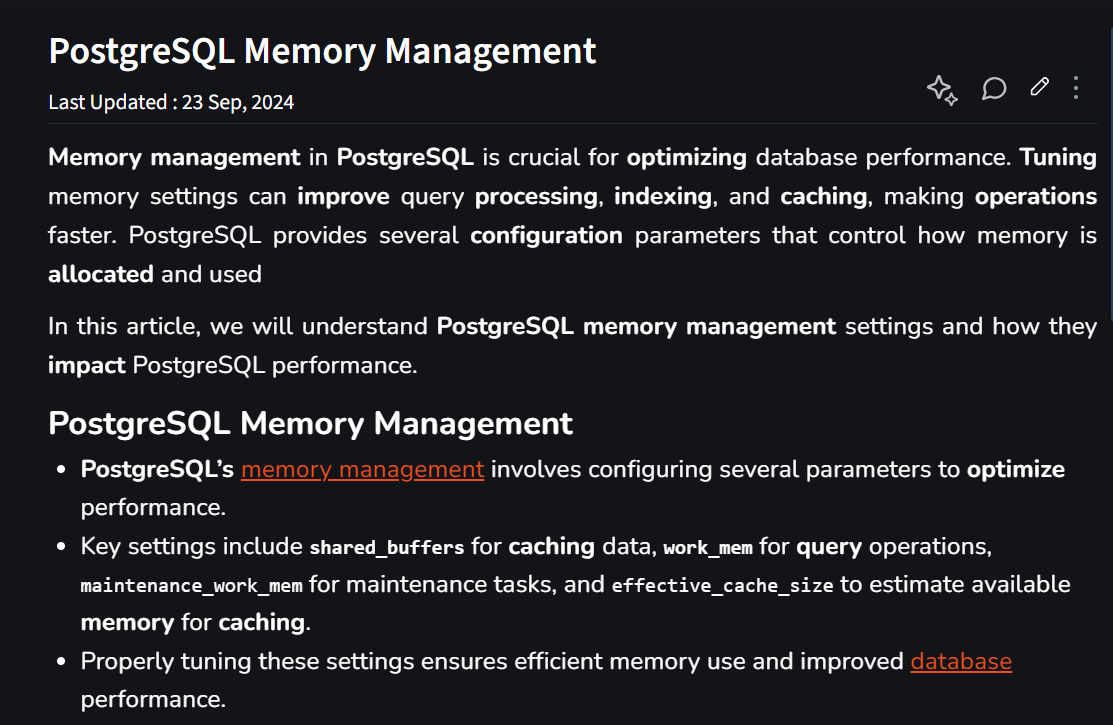 PostgreSQL Memory Management
Last Updated : 23 Sep, 2024
Memory management in PostgreSQL is crucial for optimizing database performance. Tuning
memory settings can improve query processing, indexing, and caching, making operations
faster. PostgreSQL provides several configuration parameters that control how memory is
allocated and used
In this article, we will understand PostgreSQL memory management settings and how they
impact PostgreSQL performance.
PostgreSQL Memory Management
• PostgreSQL’s memory management involves configuring several parameters to optimize
performance.
• Key settings include shared_buffers for caching data, work_mem for query operations,
maintenance_work_mem for maintenance tasks, and effective_cache_size to estimate available
memory for caching.
• Properly tuning these settings ensures efficient memory use and improved database
performance.